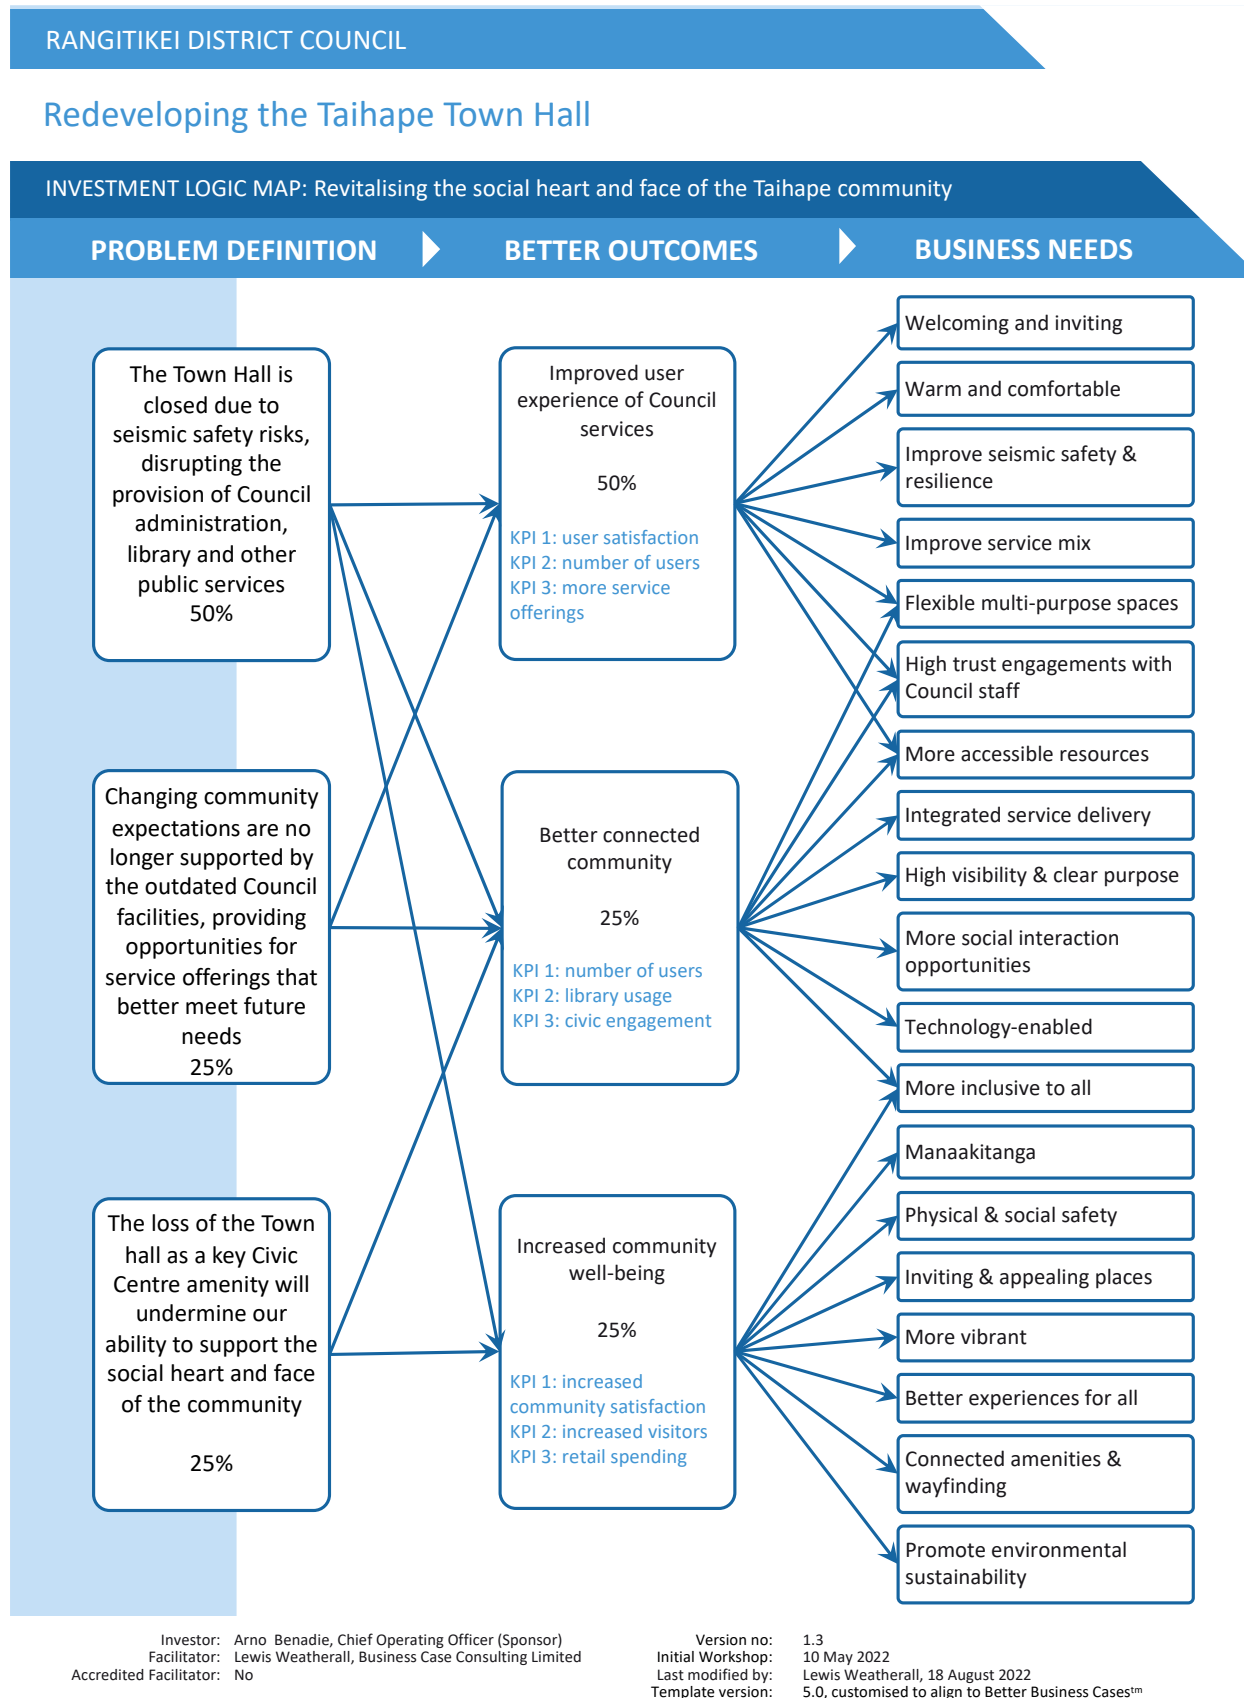 RANGITIKEI DISTRICT COUNCIL
Redeveloping the Taihape Town Hall
INVESTMENT LOGIC MAP: Revitalising the social heart and face of the Taihape community
PROBLEM DEFINITION
BETTER OUTCOMES
BUSINESS NEEDS
The Town Hall is
closed due to
seismic safety risks,
disrupting the
provision of Council
administration,
library and other
public services
50%
Changing community
expectations are no
longer supported by
the outdated Council
facilities, providing
opportunities for
service offerings that
better meet future
needs
25%
The loss of the Town
hall as a key Civic
Centre amenity will
undermine our
ability to support the
social heart and face
of the community
25%
Improved user
experience of Council
services
50%
KPI 1: user satisfaction
KPI 2: number of users
KPI 3: more service
offerings
Better connected
community
25%
KPI 1: number of users
KPI 2: library usage
KPI 3: civic engagement
Increased community
well-being
25%
KPI 1: increased
community satisfaction
KPI 2: increased visitors
KPI 3: retail spending
Welcoming and inviting
Warm and comfortable
Improve seismic safety &
resilience
Improve service mix
Flexible multi-purpose spaces
High trust engagements with
Council staff
More accessible resources
Integrated service delivery
High visibility & clear purpose
More social interaction
opportunities
Technology-enabled
More inclusive to all
Manaakitanga
Physical & social safety
Inviting & appealing places
More vibrant
Better experiences for all
Connected amenities &
wayfinding
Promote environmental
sustainability
Investor: Arno Benadie, Chief Operating Officer (Sponsor)
Facilitator: Lewis Weatherall, Business Case Consulting Limited
Accredited Facilitator: No
Version no: 1.3
Initial Workshop: 10 May 2022
Last modified by: Lewis Weatherall, 18 August 2022
Template version: 5.0, customised to align to Better Business Cases™